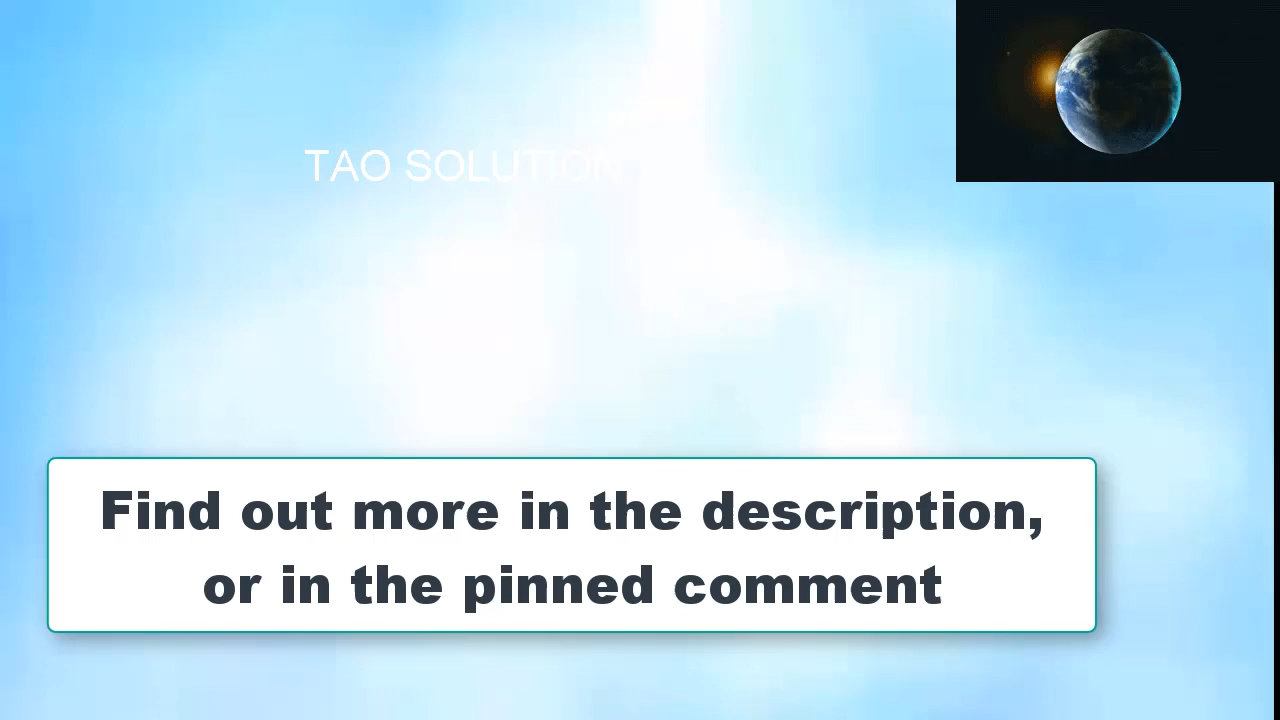 TAO SOLUTION
Find out more in the description,
or in the pinned comment